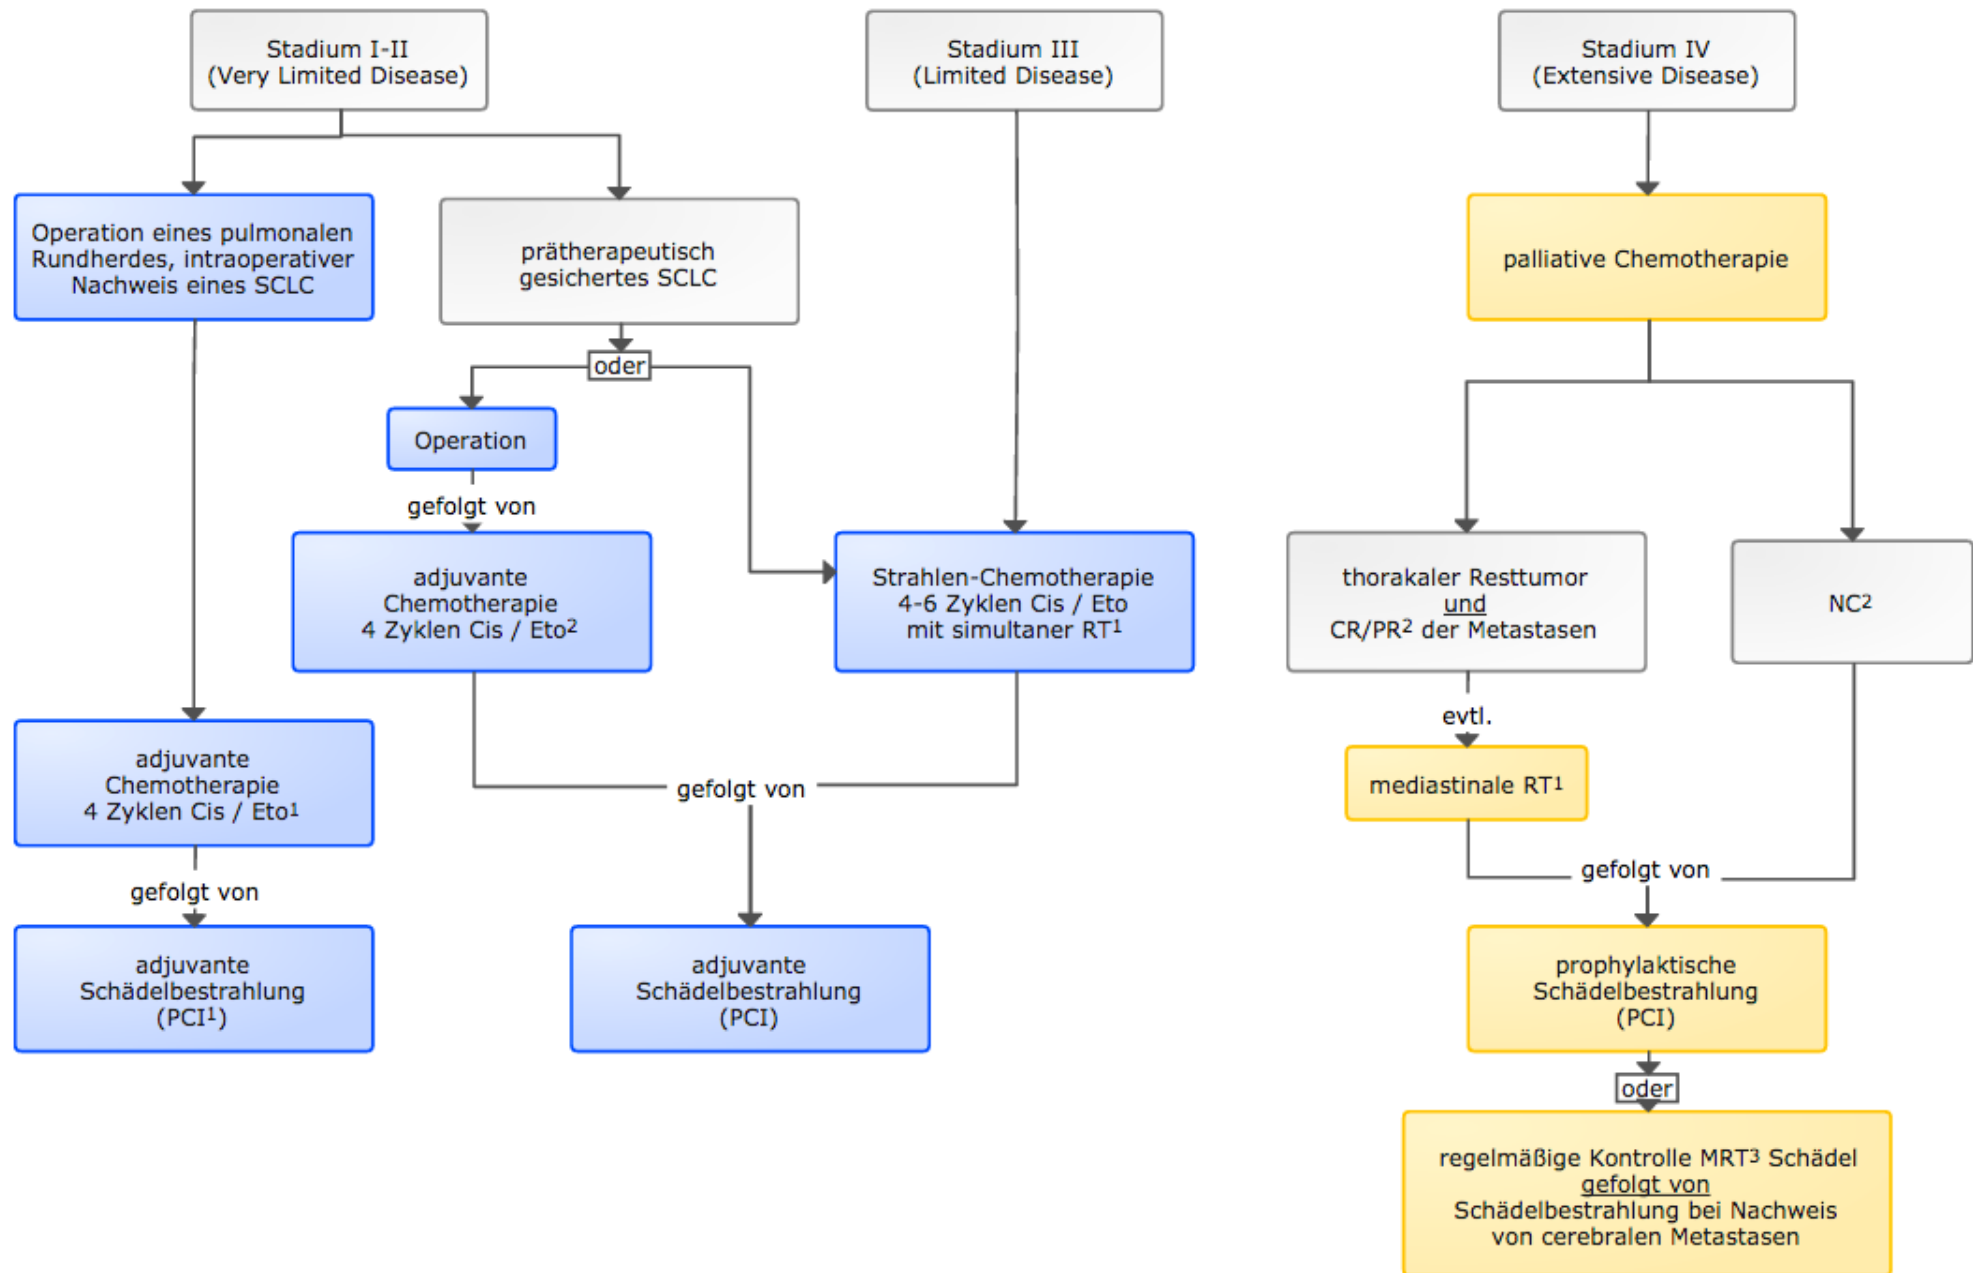 Stadium I-II
(Very Limited Disease)
Stadium III
(Limited Disease)
Stadium IV
(Extensive Disease)
Operation eines pulmonalen
Rundherdes, intraoperativer
Nachweis eines SCLC
prätherapeutisch
gesichertes SCLC
palliative Chemotherapie
oder
Operation
gefolgt von
adjuvante
Chemotherapie
4 Zyklen Cis / Eto²
Strahlen-Chemotherapie
4-6 Zyklen Cis / Eto
mit simultaner RT¹
thorakaler Resttumor
und
CR/PR² der Metastasen
NC²
evtl.
adjuvante
Chemotherapie
4 Zyklen Cis / Eto¹
gefolgt von
mediastinale RT¹
gefolgt von
gefolgt von
adjuvante
Schädelbestrahlung
(PCI¹)
adjuvante
Schädelbestrahlung
(PCI)
prophylaktische
Schädelbestrahlung
(PCI)
oder
regelmäßige Kontrolle MRT³ Schädel
gefolgt von
Schädelbestrahlung bei Nachweis
von cerebralen Metastasen